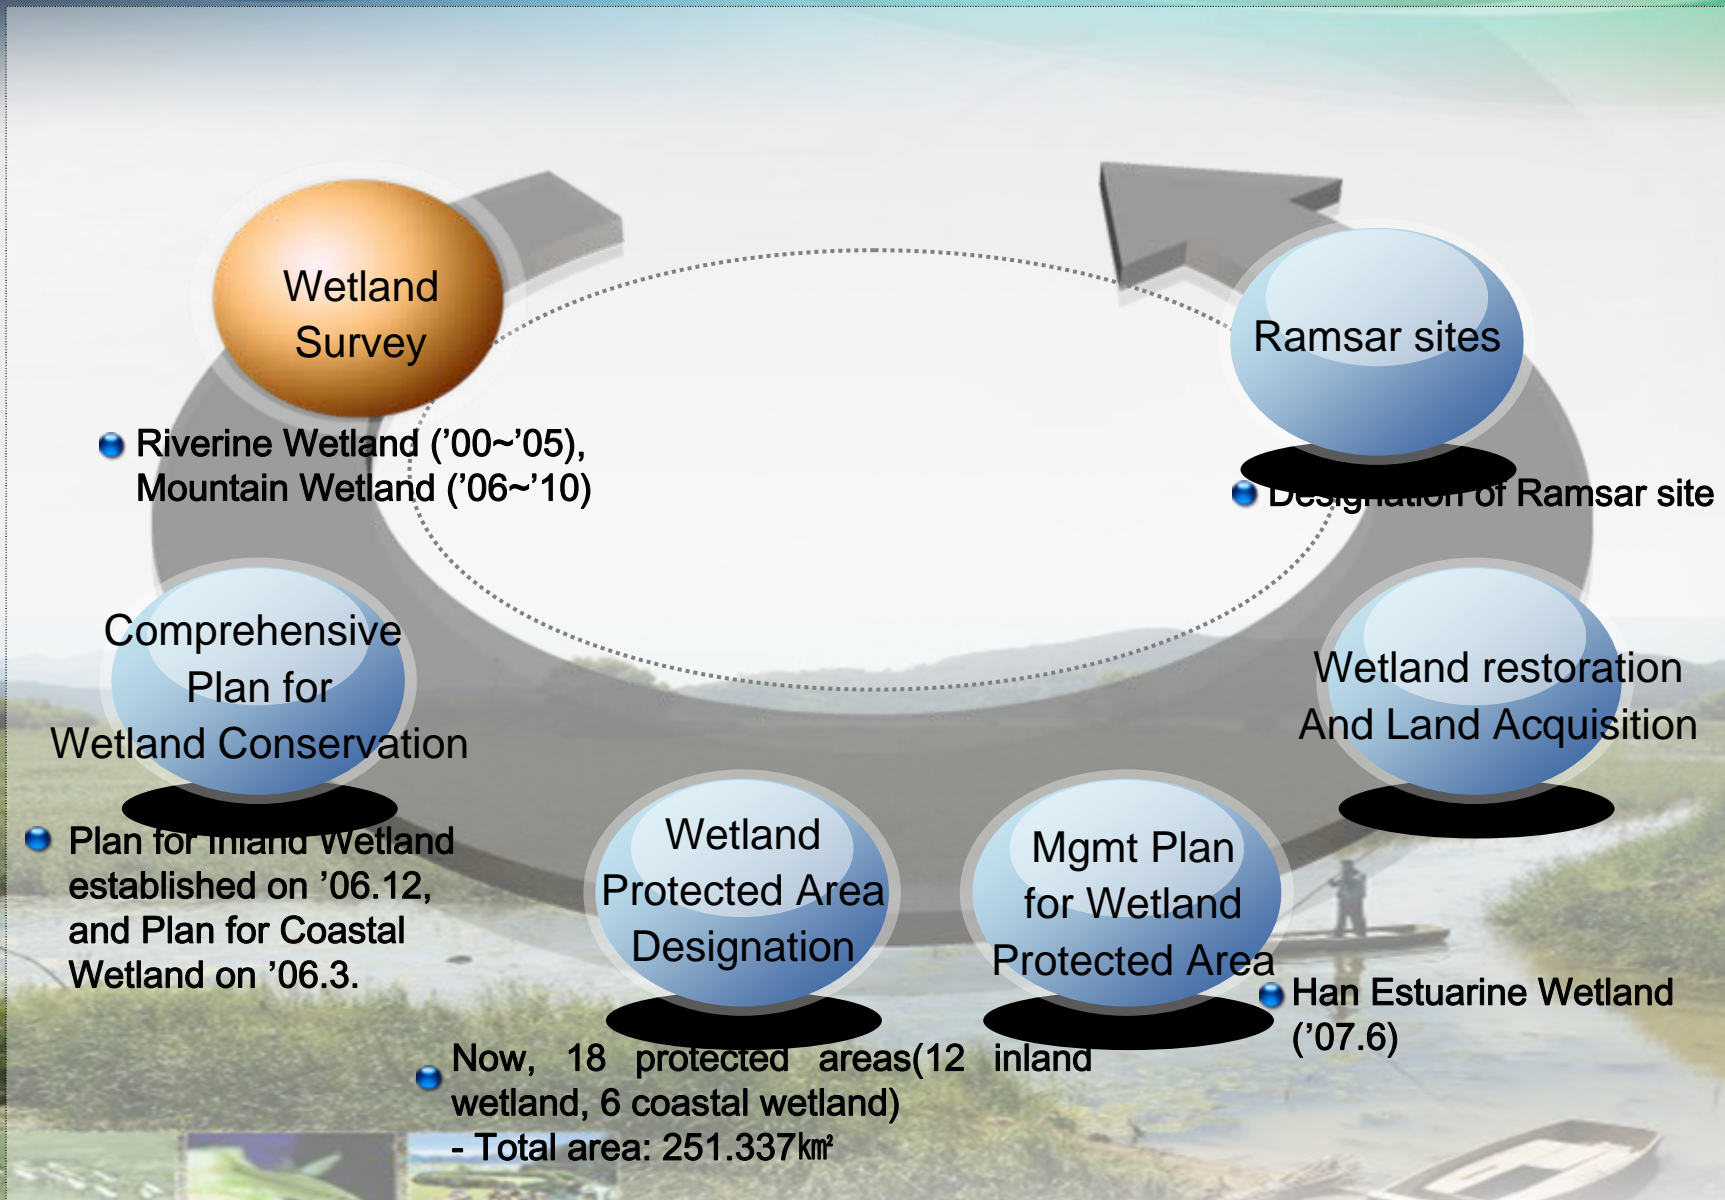 Wetland
Survey
Riverine Wetland (’00~’05),
Mountain Wetland (’06~’10)
Comprehensive
Plan for
Wetland Conservation
Plan for Inland Wetland
established on ’06.12,
and Plan for Coastal
Wetland on ’06.3.
Wetland
Protected Area
Designation
Now, 18 protected areas(12 inland
wetland, 6 coastal wetland)
- Total area: 251.337㎢
Mgmt Plan
for Wetland
Protected Area
Han Estuarine Wetland
(’07.6)
Wetland restoration
And Land Acquisition
Ramsar sites
Designation of Ramsar site